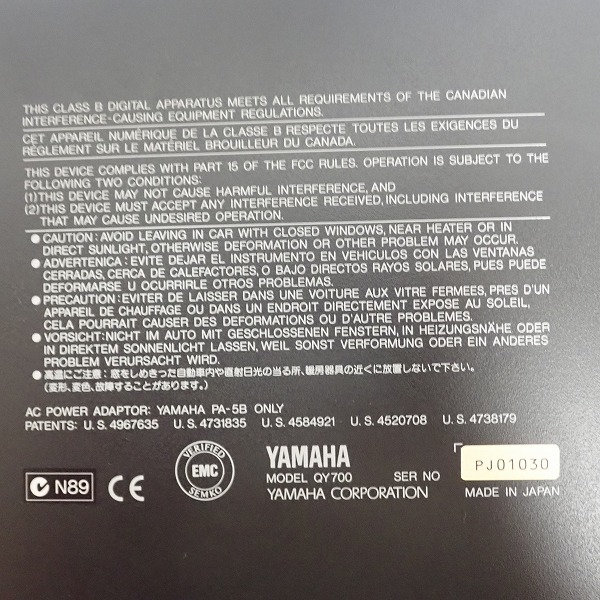 THIS CLASS B DIGITAL APPARATUS MEETS ALL REQUIREMENTS OF THE CANADIAN
INTERFERENCE-CAUSING EQUIPMENT REGULATIONS.
CET APPAREIL NUMÉRIQUE DE LA CLASSE B RESPECTE TOUTES LES EXIGENCES DU
RÈGLEMENT SUR LE MATÉRIEL BROUILLEUR DU CANADA.
THIS DEVICE COMPLIES WITH PART 15 OF THE FCC RULES. OPERATION IS SUBJECT TO THE
FOLLOWING TWO CONDITIONS:
(1)THIS DEVICE MAY NOT CAUSE HARMFUL INTERFERENCE, AND
(2)THIS DEVICE MUST ACCEPT ANY INTERFERENCE RECEIVED, INCLUDING INTERFERENCE
THAT MAY CAUSE UNDESIRED OPERATION.
●CAUTION: AVOID LEAVING IN CAR WITH CLOSED WINDOWS, NEAR HEATER OR IN
DIRECT SUNLIGHT, OTHERWISE DEFORMATION OR OTHER PROBLEM MAY OCCUR.
●ADVERTENCIA: EVITE DEJAR EL INSTRUMENTO EN VEHICULOS CON LAS VENTANAS
CERRADAS, CERCA DE CALEFACTORES, O BAJO DIRECTOS RAYOS SOLARES, PUES PUEDE
DEFORMARSE U OCURRIRLE OTROS PROBLEMAS.
●PRECAUTION: EVITER DE LAISSER DANS UNE VOITURE AUX VITRE FERMEES, PRES D'UN
APPAREIL DE CHAUFFAGE OU DANS UN ENDROIT DIRECTEMENT EXPOSE AU SOLEIL,
CELA POURRAIT CAUSER DES DEFORMATIONS OU D'AUTRE PROBLEMES.
●VORSICHT: NICHT IM AUTO MIT GESCHLOSSENEN FENSTERN, IN HEIZUNGSNÄHE ODER
IN DIREKTEM SONNENLICHT LASSEN, WEIL SONST VERFORMUNG ODER EIN ANDERES
PROBLEM VERURSACHT WIRD.
●高温にご注意：窓をしめきった自動車内や直射日光の当る所、暖房器具の近くに放置しないで下さい。
（変形、変色、故障することがあります。）
AC POWER ADAPTOR: YAMAHA PA-5B ONLY
PATENTS: U. S. 4967635 U. S. 4731835 U. S. 4584921 U. S. 4520708 U. S. 4738179
N89 CE
VERIFIED
EMC
SEMKO
YAMAHA
MODEL QY700 SER NO PJ01030
YAMAHA CORPORATION MADE IN JAPAN